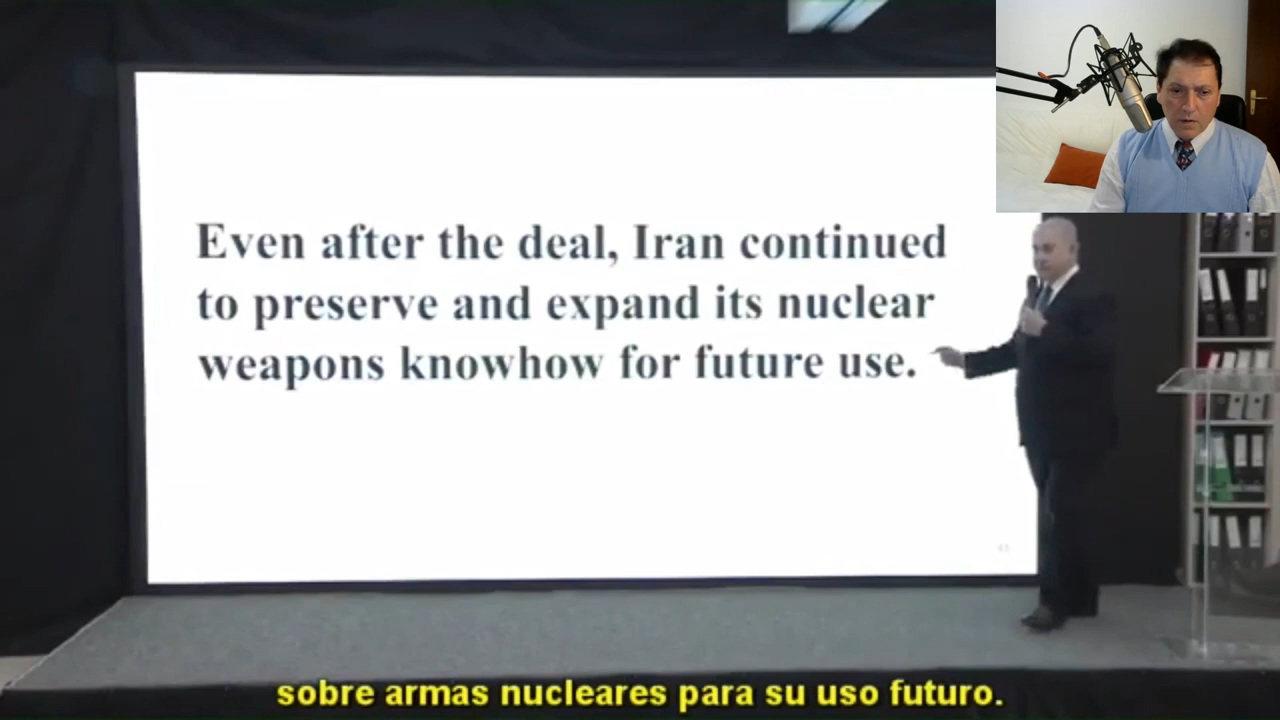 Even after the deal, Iran continued
to preserve and expand its nuclear
weapons knowhow for future use.
sobre armas nucleares para su uso futuro.